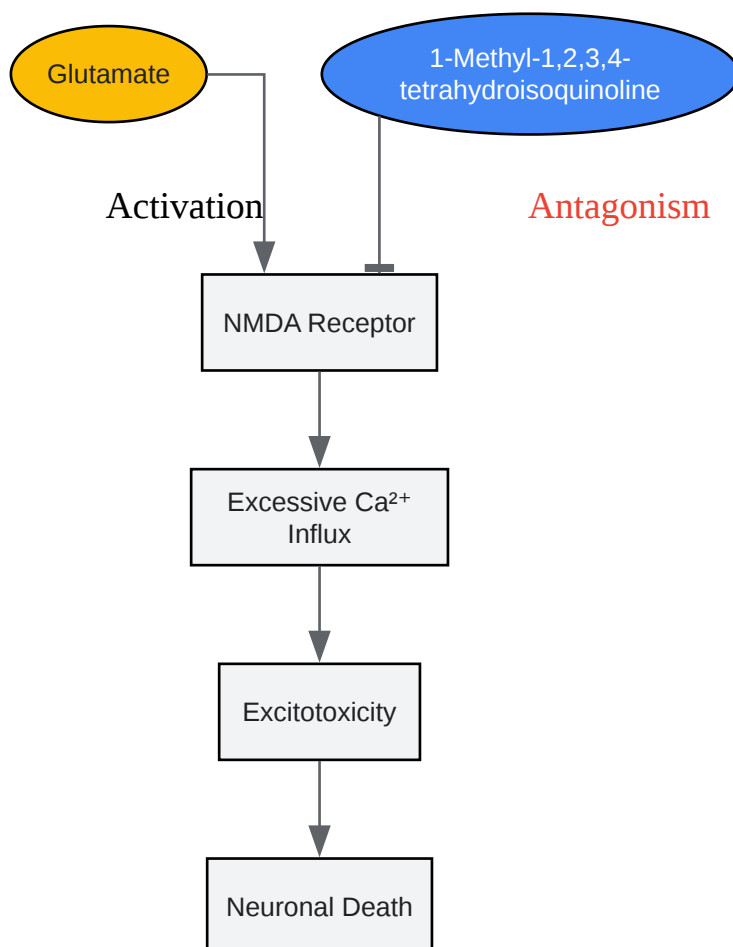 Glutamate
1-Methyl-1,2,3,4-
tetrahydroisoquinoline
Activation
Antagonism
NMDA Receptor
Excessive Ca²⁺
Influx
Excitotoxicity
Neuronal Death